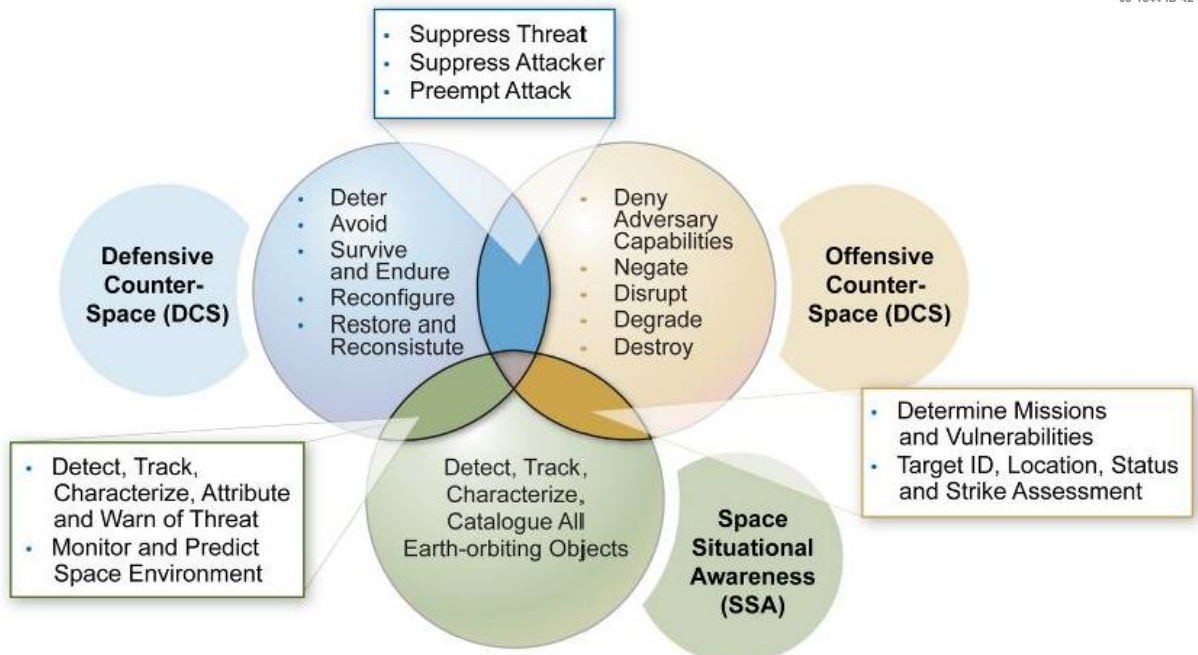 • Suppress Threat
• Suppress Attacker
• Preempt Attack
Defensive
Counter-
Space (DCS)
• Deter
• Avoid
• Survive
and Endure
• Reconfigure
• Restore and
Reconsistute
• Deny
Adversary
Capabilities
• Negate
• Disrupt
• Degrade
• Destroy
Offensive
Counter-
Space (DCS)
• Detect, Track,
Characterize, Attribute
and Warn of Threat
• Monitor and Predict
Space Environment
Detect, Track,
Characterize,
Catalogue All
Earth-orbiting Objects
Space
Situational
Awareness
(SSA)
• Determine Missions
and Vulnerabilities
• Target ID, Location, Status
and Strike Assessment